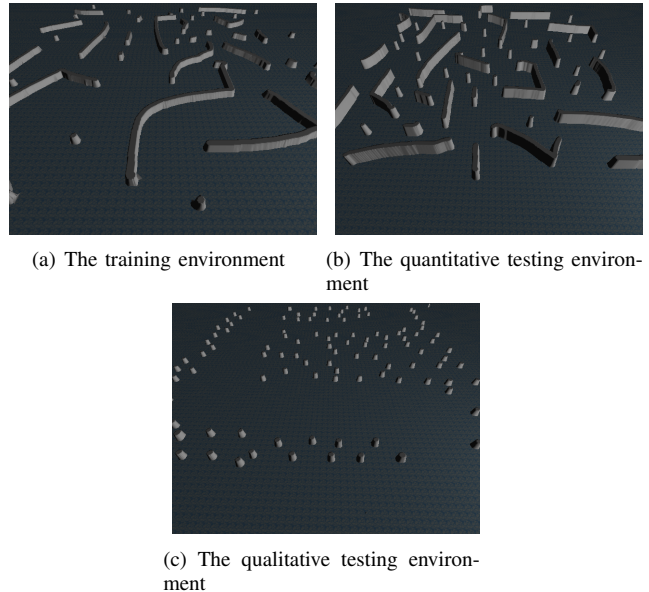 (a) The training environment
(b) The quantitative testing environ-
ment
(c) The qualitative testing environ-
ment